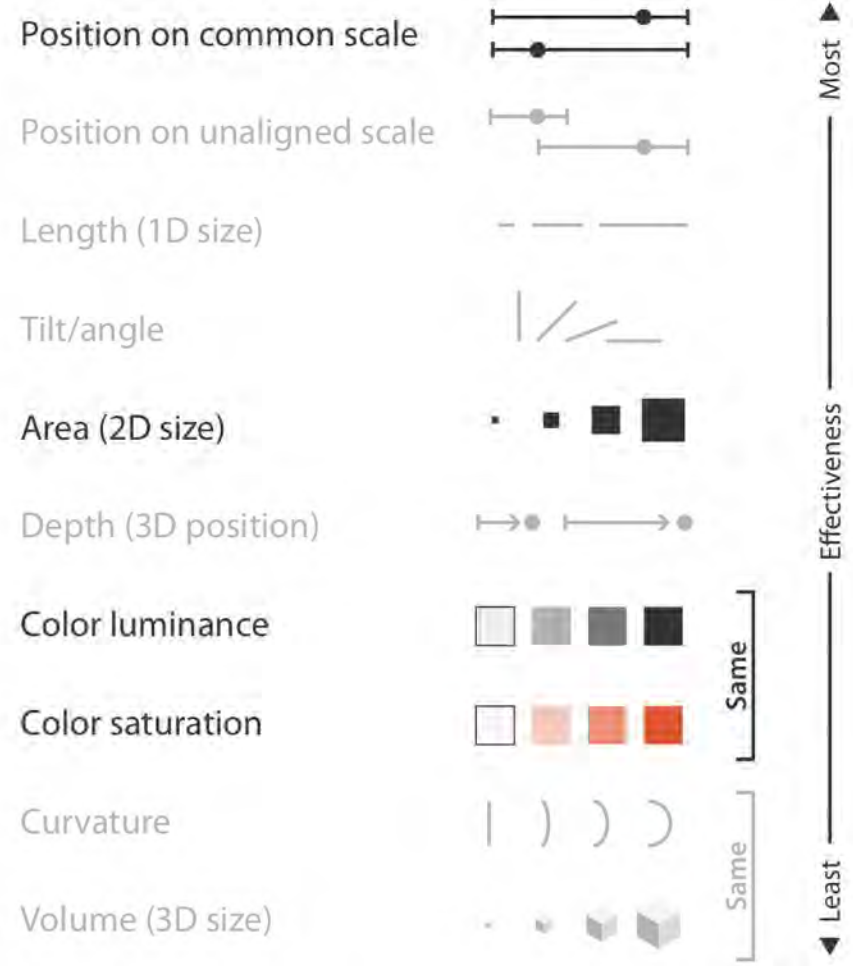 Position on common scale
Position on unaligned scale
Length (1D size)
Tilt/angle
Area (2D size)
Depth (3D position)
Color luminance
Color saturation
Curvature
Volume (3D size)
Same
Same
Most
Effectiveness
Least